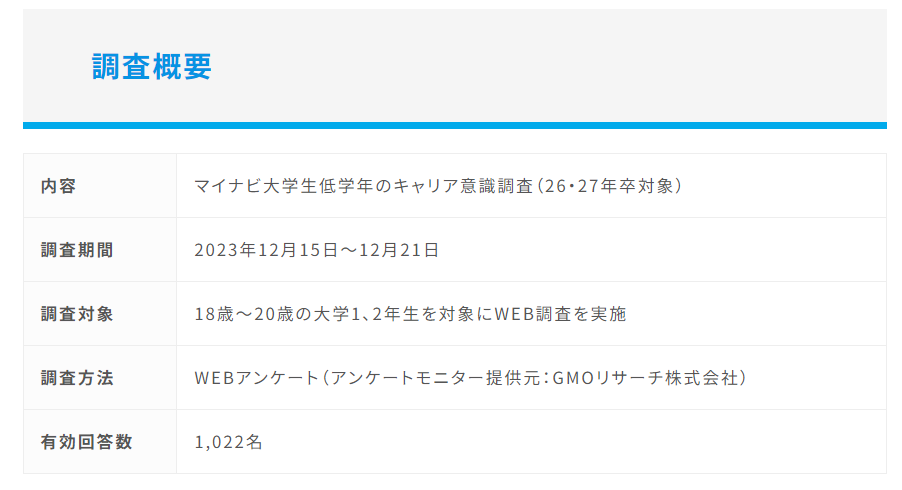 調査概要
内容
マイナビ大学生低学年のキャリア意識調査（26・27年卒対象）
調査期間
2023年12月15日～12月21日
調査対象
18歳～20歳の大学1、2年生を対象にWEB調査を実施
調査方法
WEBアンケート（アンケートモニター提供元：GMOリサーチ株式会社）
有効回答数
1,022名